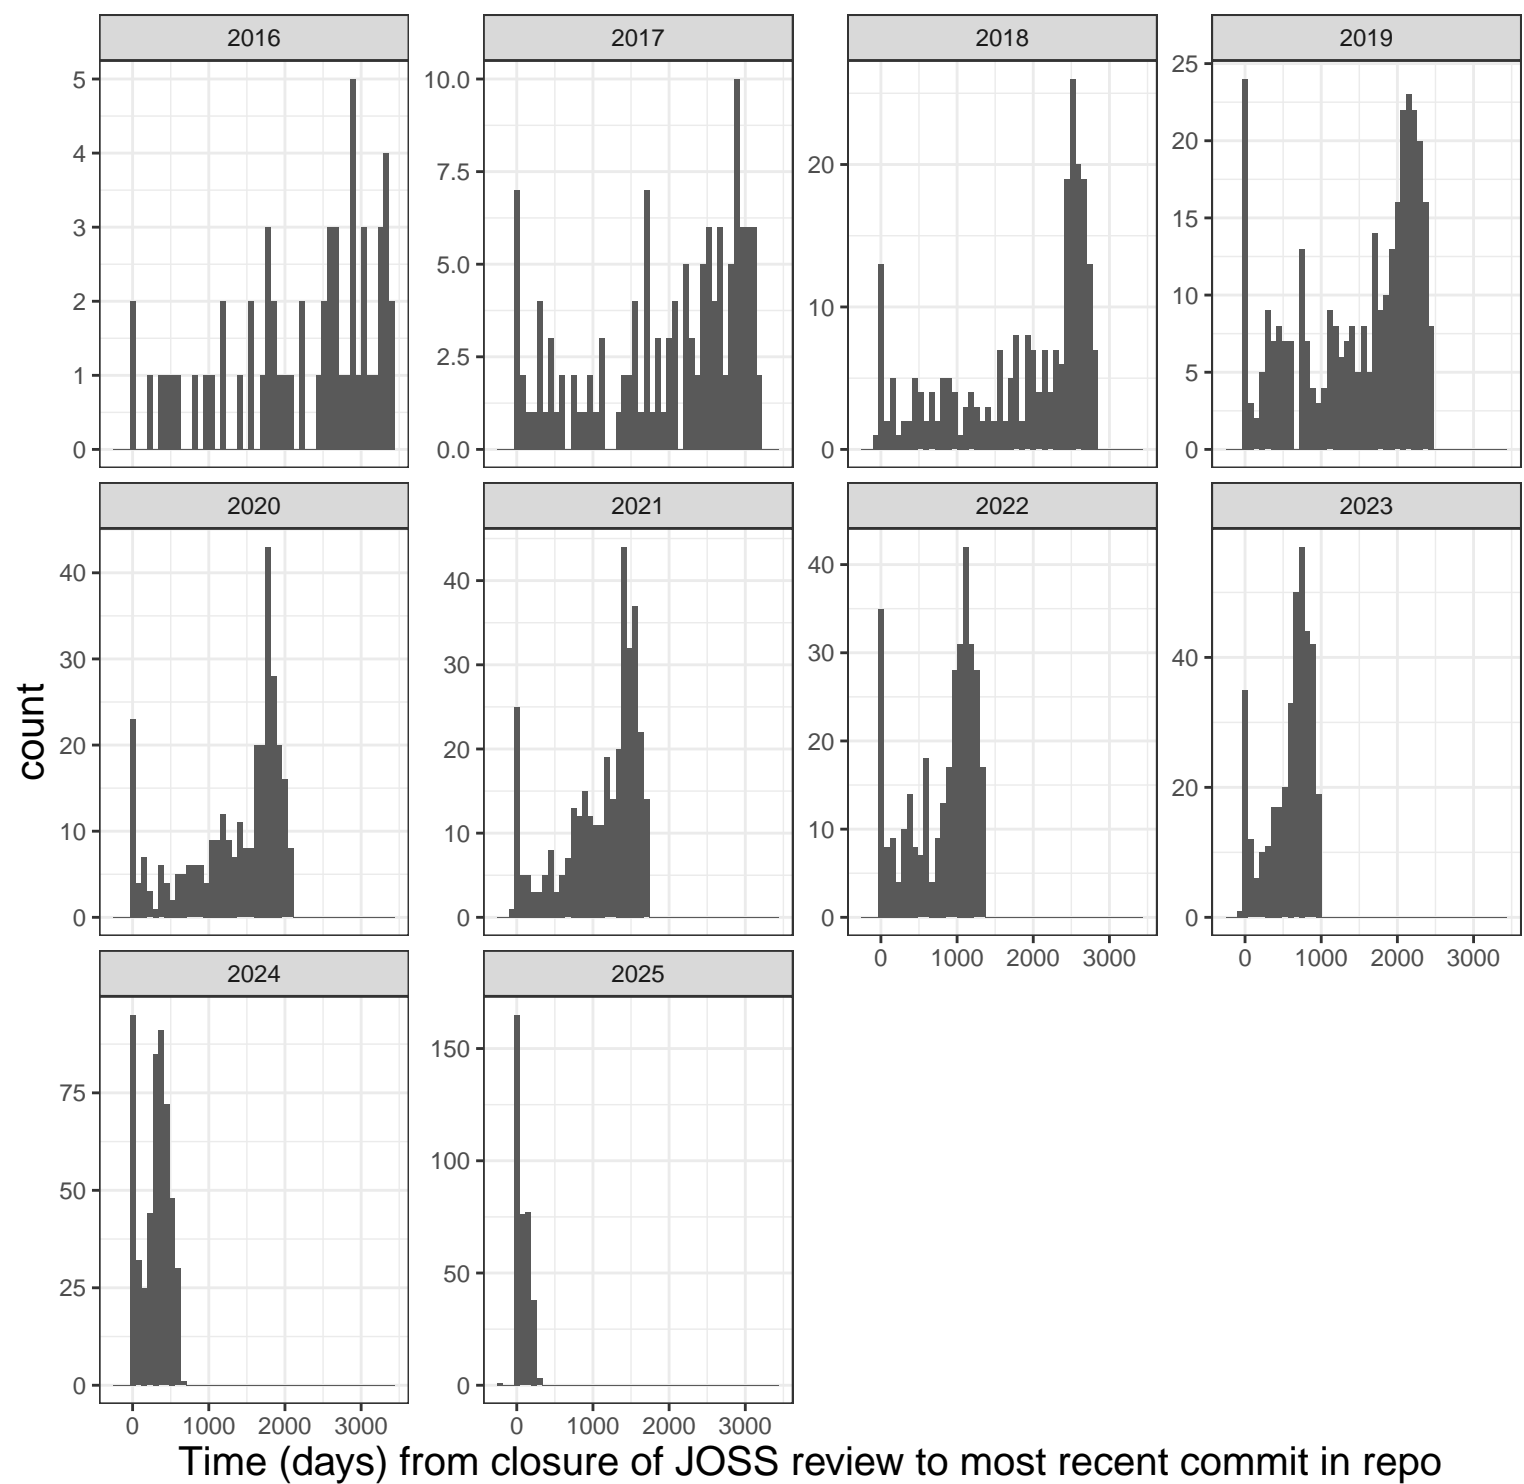 2016 2017 2018 2019
5 4 3 2 1 0
10.0 7.5 5.0 2.5 0.0
20 10 0
25 20 15 10 5 0
2020 2021 2022 2023
40 30 20 10 0
40 30 20 10 0
40 30 20 10 0
40 20 0
0 1000 2000 3000
0 1000 2000 3000
2024 2025
75 50 25 0
150 100 50 0
0 1000 2000 3000
0 1000 2000 3000
count
Time (days) from closure of JOSS review to most recent commit in repo